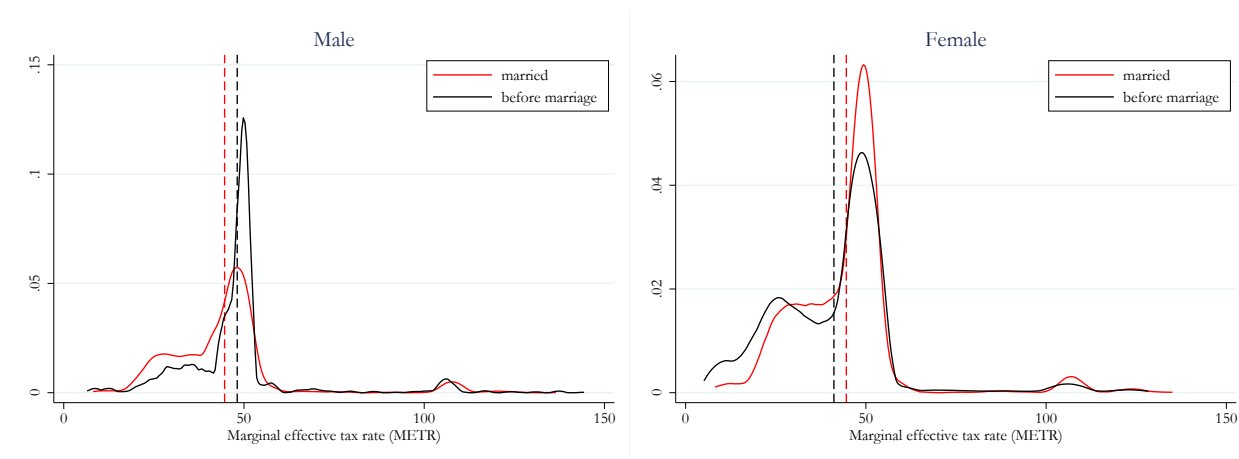 Male
married
before marriage
.15
.1
.05
0
0 50 100 150
Marginal effective tax rate (METR)
Female
married
before marriage
.06
.04
.02
0
0 50 100 150
Marginal effective tax rate (METR)